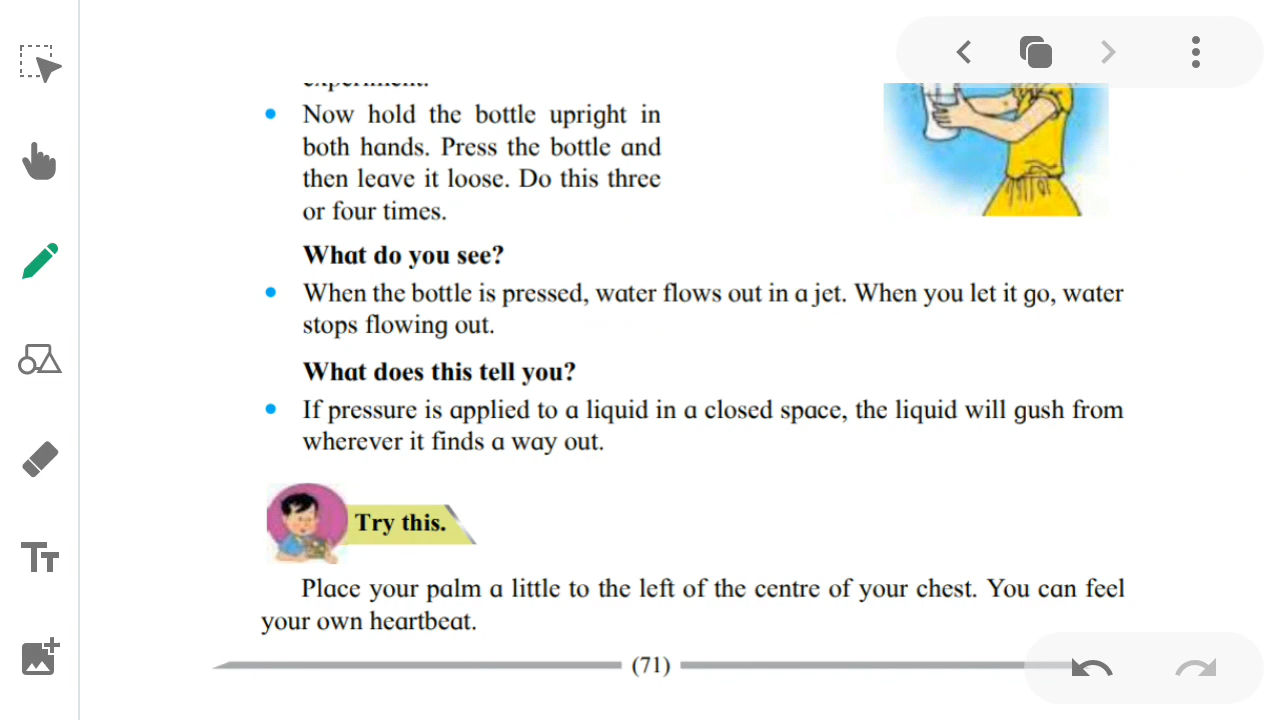 experiment.
Now hold the bottle upright in
both hands. Press the bottle and
then leave it loose. Do this three
or four times.
What do you see?
When the bottle is pressed, water flows out in a jet. When you let it go, water
stops flowing out.
What does this tell you?
If pressure is applied to a liquid in a closed space, the liquid will gush from
wherever it finds a way out.
Try this.
Place your palm a little to the left of the centre of your chest. You can feel
your own heartbeat.
(71)
TT